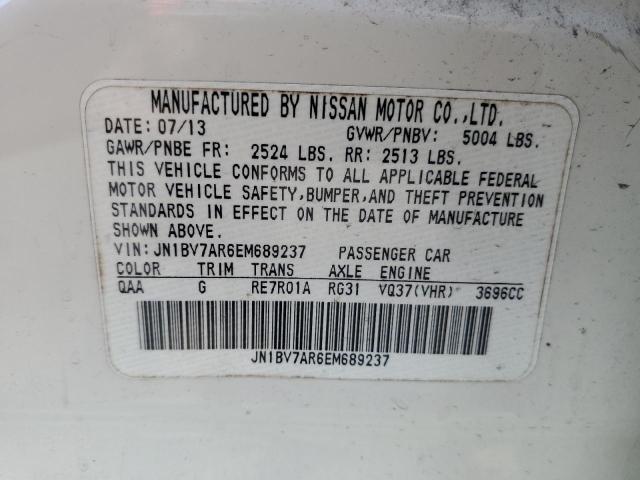 MANUFACTURED BY NISSAN MOTOR CO.,LTD.
DATE: 07/13 GVWR/PNBV: 5004 LBS.
GAWR/PNBE FR: 2524 LBS. RR: 2513 LBS.
THIS VEHICLE CONFORMS TO ALL APPLICABLE FEDERAL
MOTOR VEHICLE SAFETY,BUMPER,AND THEFT PREVENTION
STANDARDS IN EFFECT ON THE DATE OF MANUFACTURE
SHOWN ABOVE.
VIN:JN1BV7AR6EM689237 PASSENGER CAR
COLOR TRIM TRANS AXLE ENGINE
QAA G RE7R01A RG31 VQ37(VHR) 3696CC
JN1BV7AR6EM689237